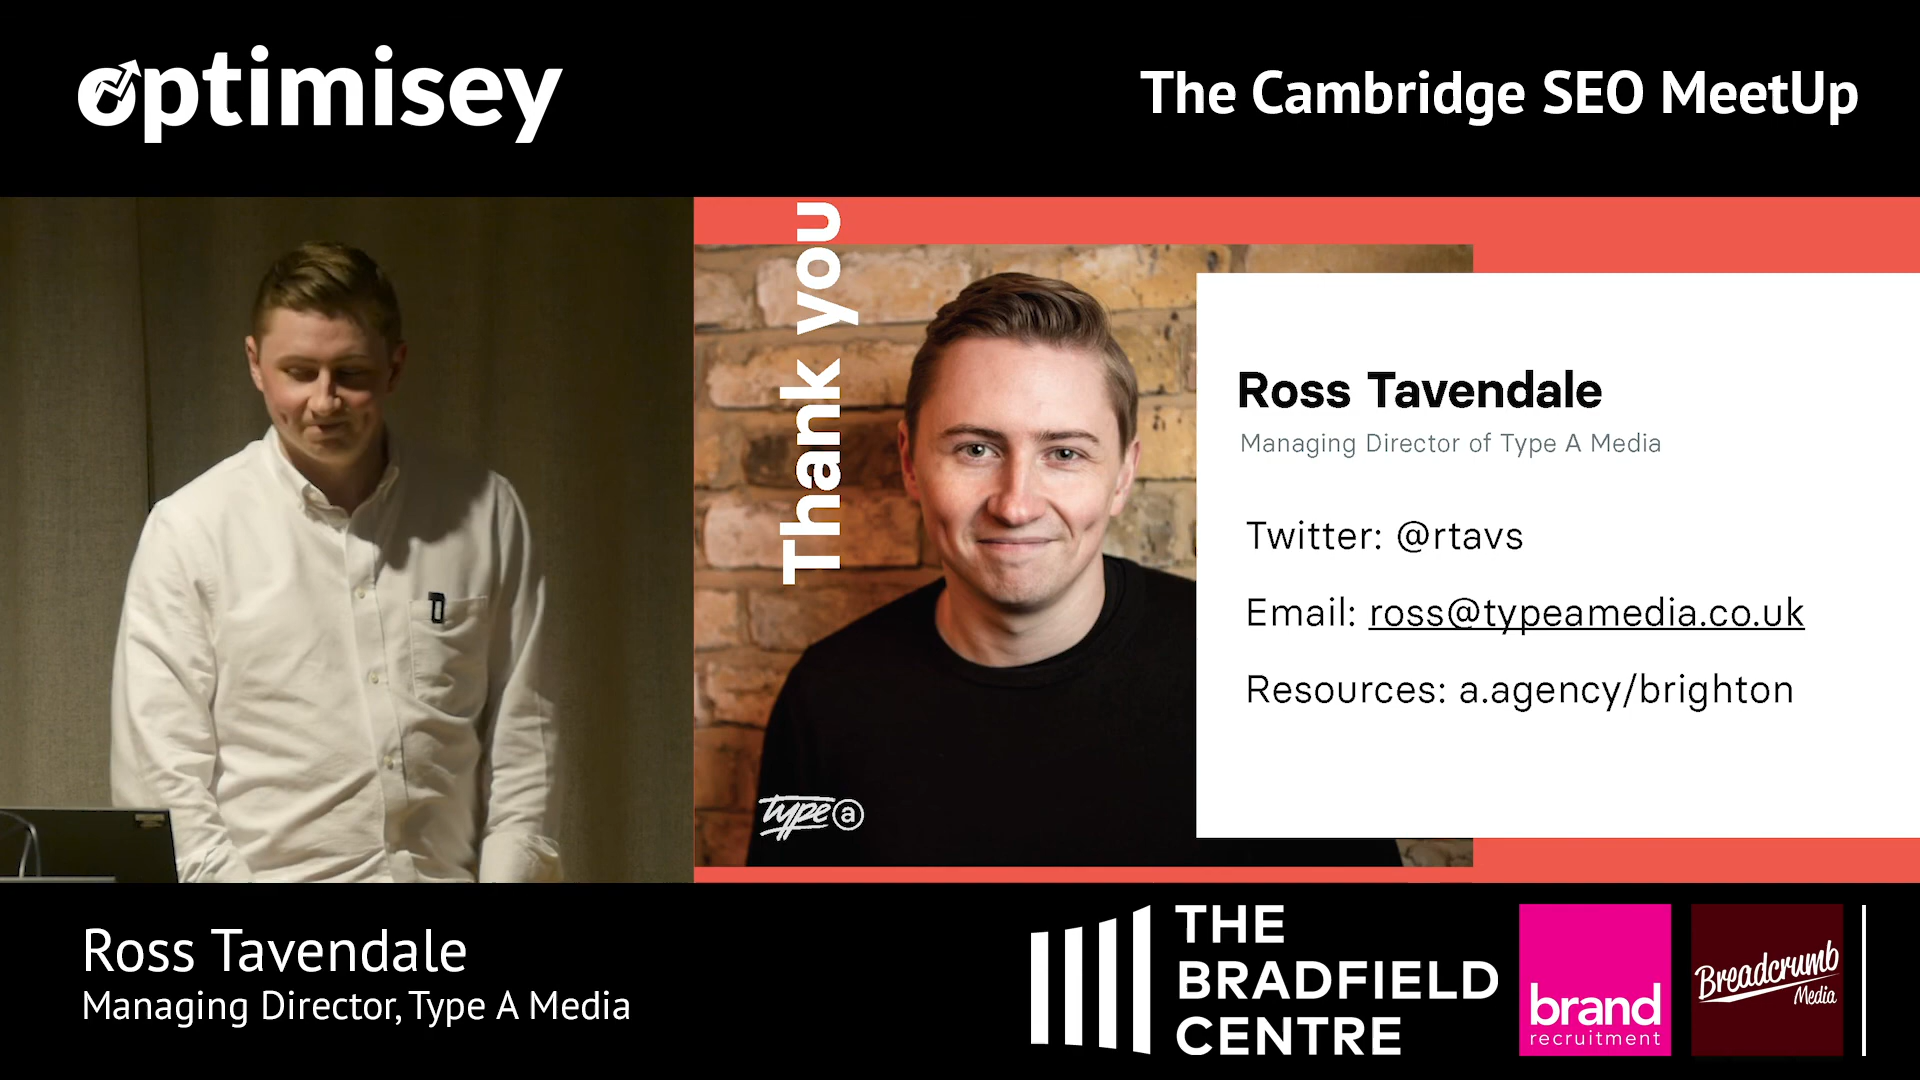 optimisey
The Cambridge SEO MeetUp
Thank you
Ross Tavendale
Managing Director of Type A Media
Twitter: @rtavs
Email: ross@typeamedia.co.uk
Resources: a.agency/brighton
type a
Ross Tavendale
Managing Director, Type A Media
THE
BRADFIELD
CENTRE
brand
recruitment
Breadcrumb
Media